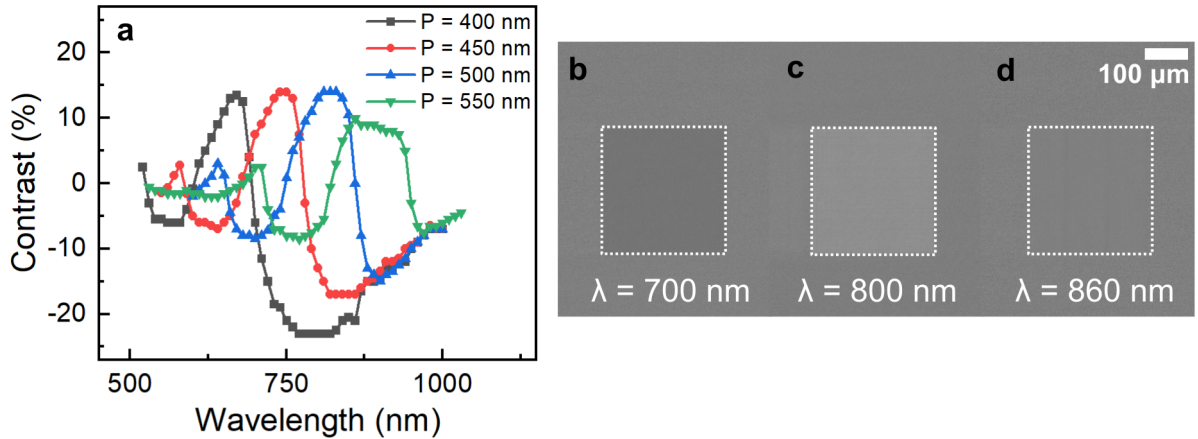 a
P = 400 nm
P = 450 nm
P = 500 nm
P = 550 nm
20
10
0
-10
-20
Contrast (%)
500
750
1000
Wavelength (nm)
b
c
d
100 μm
λ = 700 nm
λ = 800 nm
λ = 860 nm